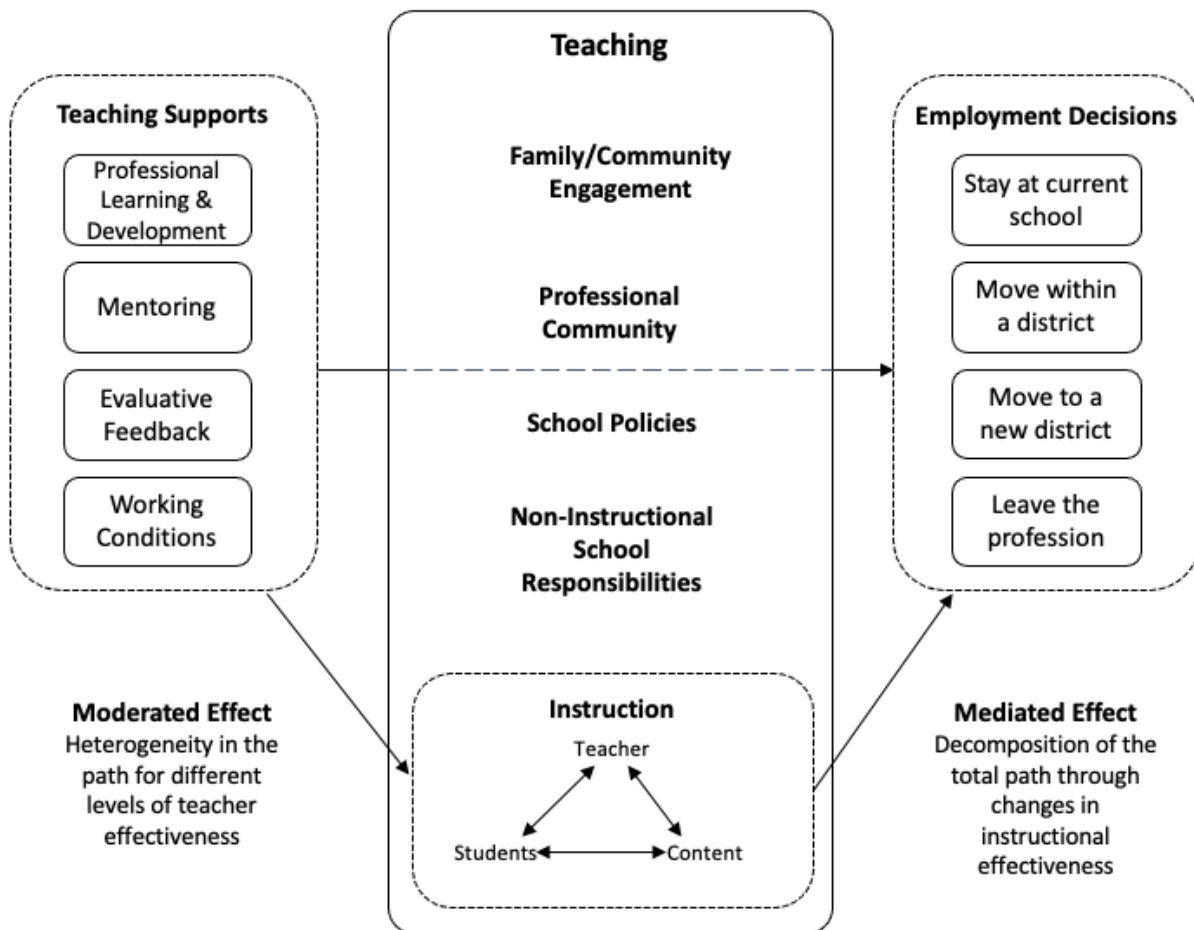 Teaching
Teaching Supports
Professional
Learning &
Development
Mentoring
Evaluative
Feedback
Working
Conditions
Family/Community
Engagement
Professional
Community
School Policies
Non-Instructional
School
Responsibilities
Employment Decisions
Stay at current
school
Move within
a district
Move to a
new district
Leave the
profession
Moderated Effect
Heterogeneity in the
path for different
levels of teacher
effectiveness
Instruction
Teacher
Students
Content
Mediated Effect
Decomposition of the
total path through
changes in
instructional
effectiveness